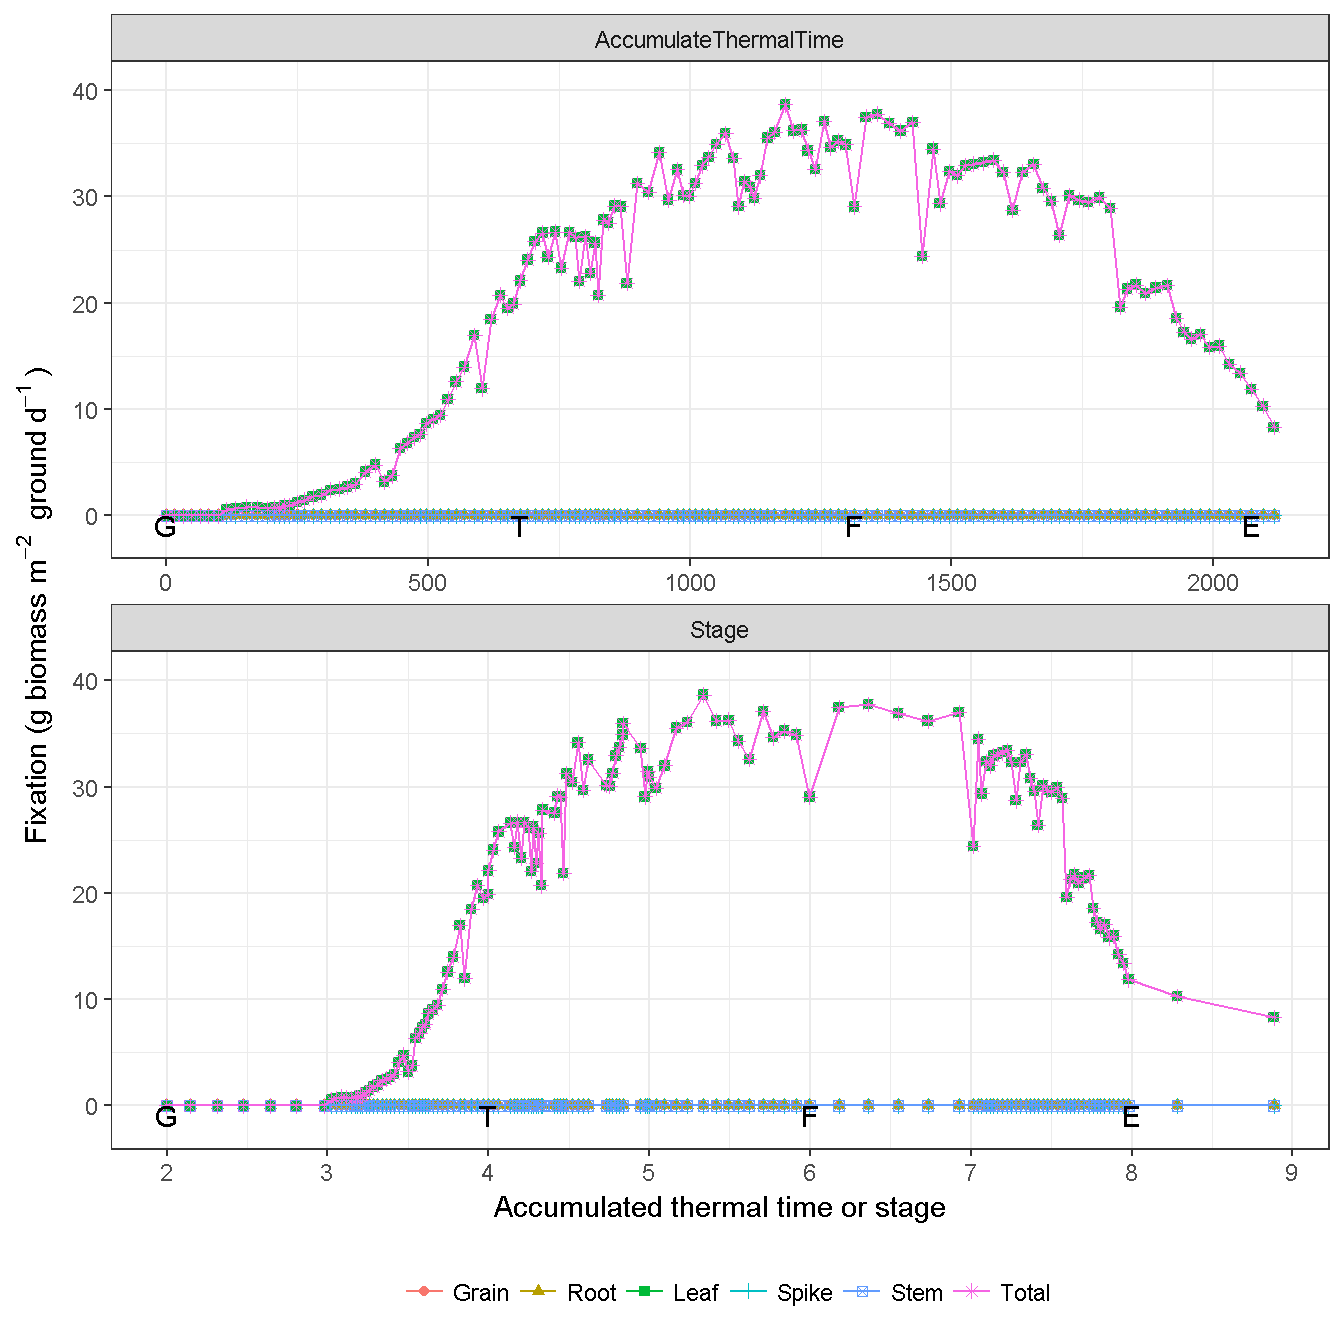 AccumulateThermalTime
40
30
20
10
0
G T F E
0 500 1000 1500 2000
Fixation (g biomass m⁻² ground d⁻¹ )
Stage
40
30
20
10
0
G T F E
2 3 4 5 6 7 8 9
Accumulated thermal time or stage
Grain Root Leaf Spike Stem Total